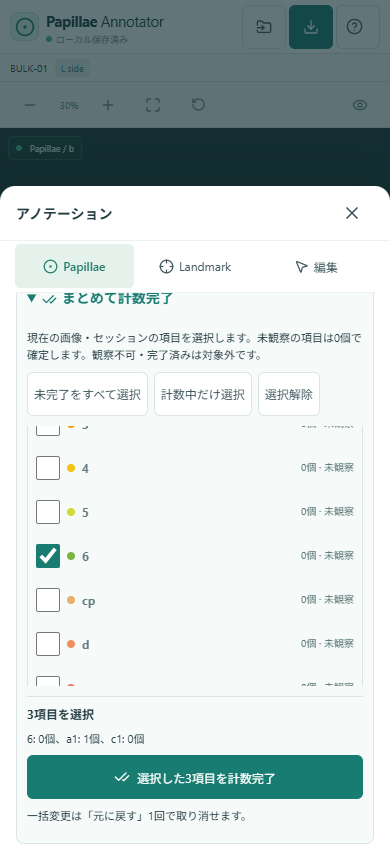 Papillae Annotator
ローカル保存済み
BULK-01 L side
30%
Papillae / b
アノテーション
Papillae Landmark 編集
まとめて計数完了
現在の画像・セッションの項目を選択します。未観察の項目は0個で
確定します。観察不可・完了済みは対象外です。
未完了をすべて選択 計数中だけ選択 選択解除
4 0個 · 未観察
5 0個 · 未観察
6 0個 · 未観察
cp 0個 · 未観察
d 0個 · 未観察
3項目を選択
6: 0個、a1: 1個、c1: 0個
選択した3項目を計数完了
一括変更は「元に戻す」1回で取り消せます。